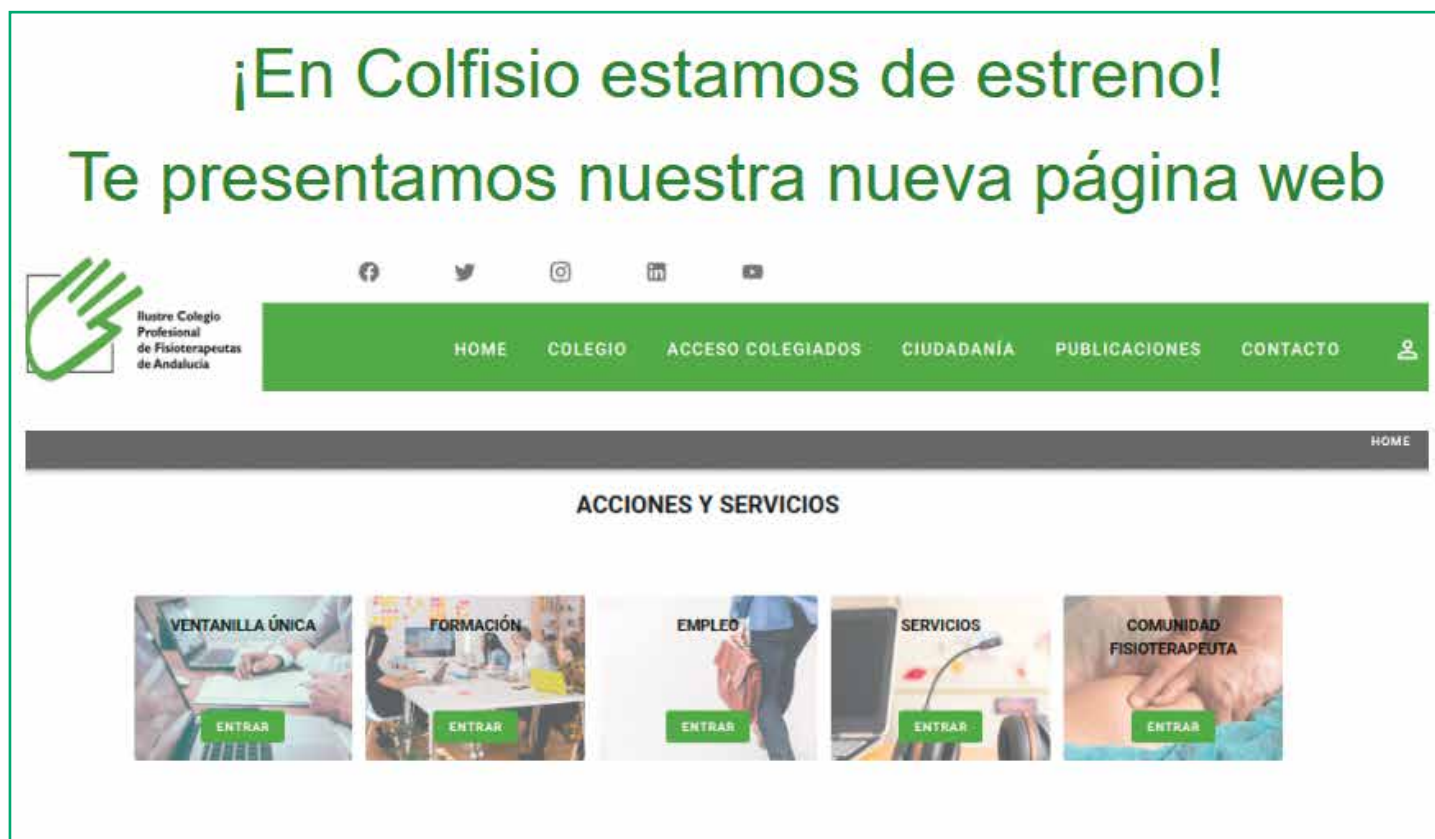 ¡En Colfisio estamos de estreno!
Te presentamos nuestra nueva página web
Ilustre Colegio
Profesional
de Fisioterapeutas
de Andalucia
HOME COLEGIO ACCESO COLEGIADOS CIUDADANÍA PUBLICACIONES CONTACTO
HOME
ACCIONES Y SERVICIOS
VENTANILLA ÚNICA
ENTRAR
FORMACIÓN
ENTRAR
EMPLEO
ENTRAR
SERVICIOS
ENTRAR
COMUNIDAD
FISIOTERAPEUTA
ENTRAR